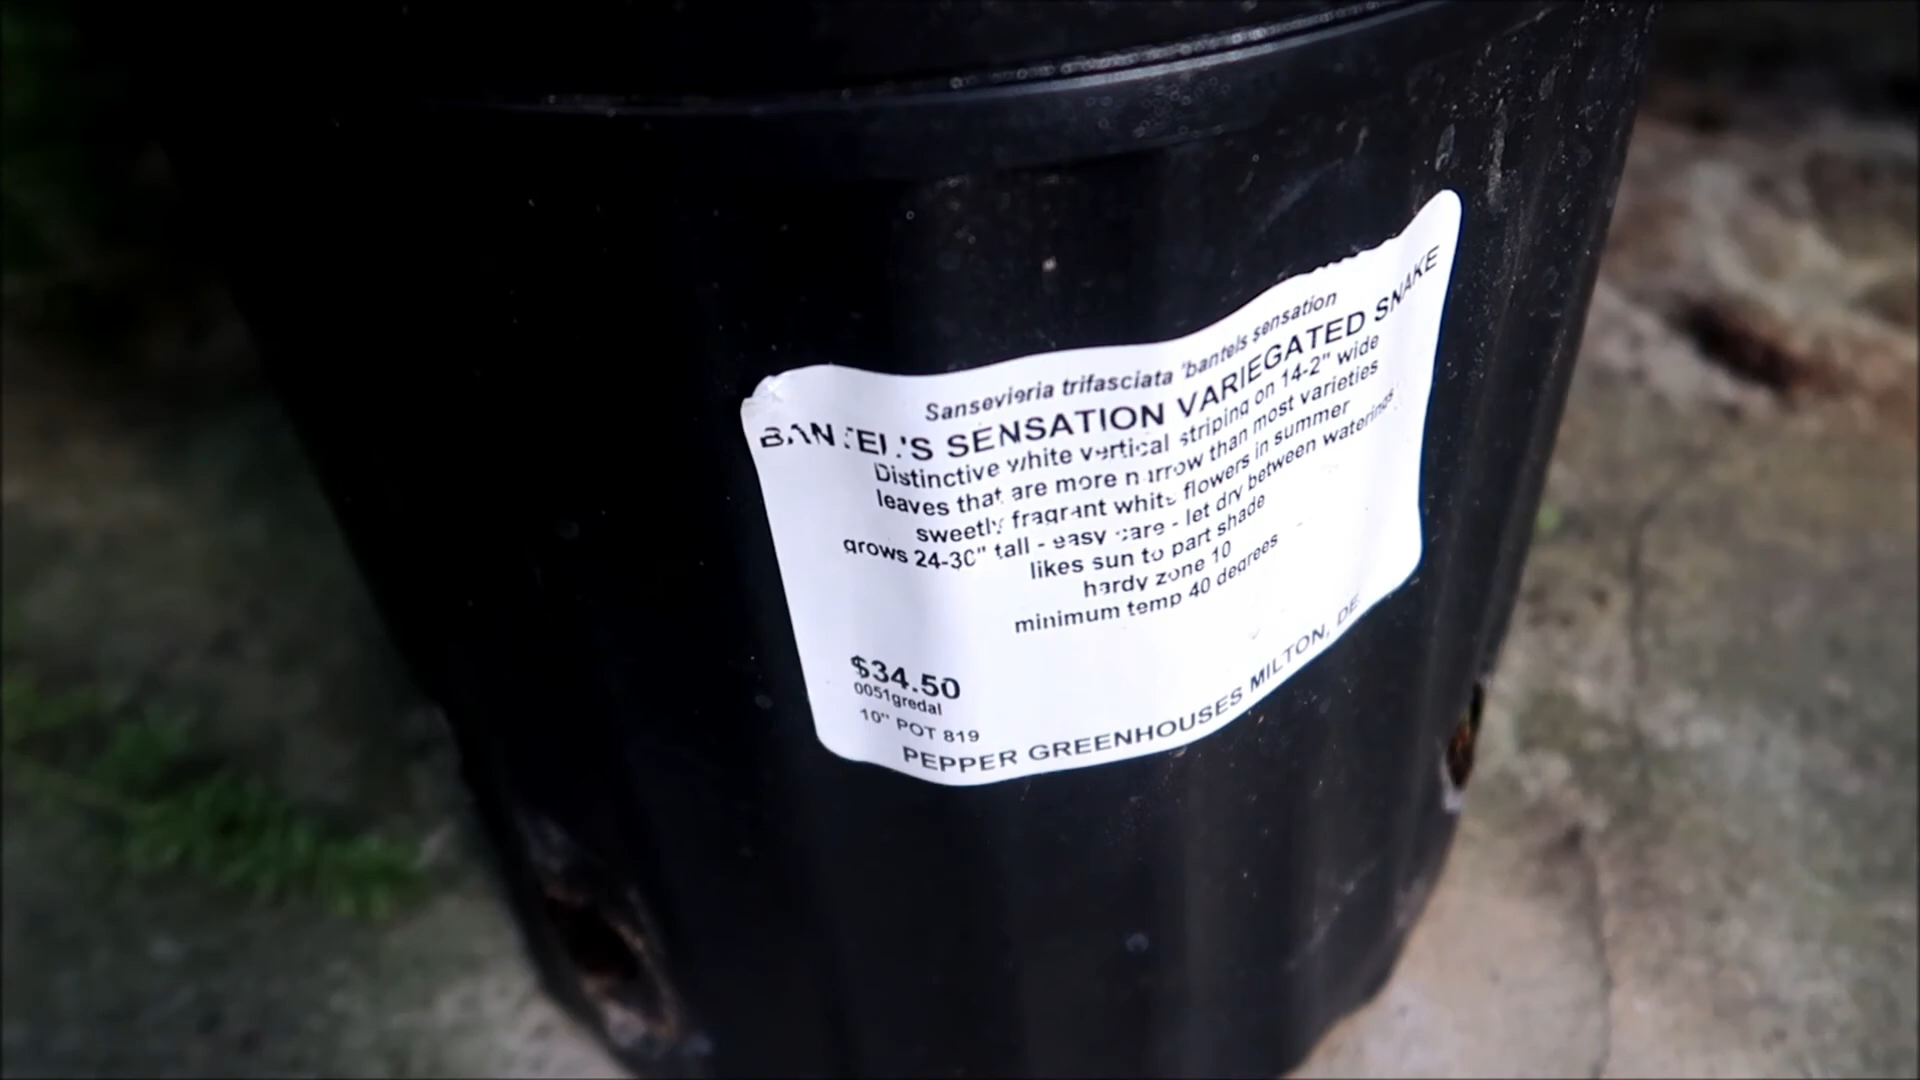 Sansevieria trifasciata 'bantels sensation
BANTEL'S SENSATION VARIEGATED SNAKE
Distinctive white vertical striping on 14-2" wide
leaves that are more narrow than most varieties
sweetly fragrant white flowers in summer
grows 24-30" tall - easy care - let dry between waterings
likes sun to part shade
hardy zone 10
minimum temp 40 degrees
$34.50
0051gredal
10" POT 819
PEPPER GREENHOUSES MILTON, DE